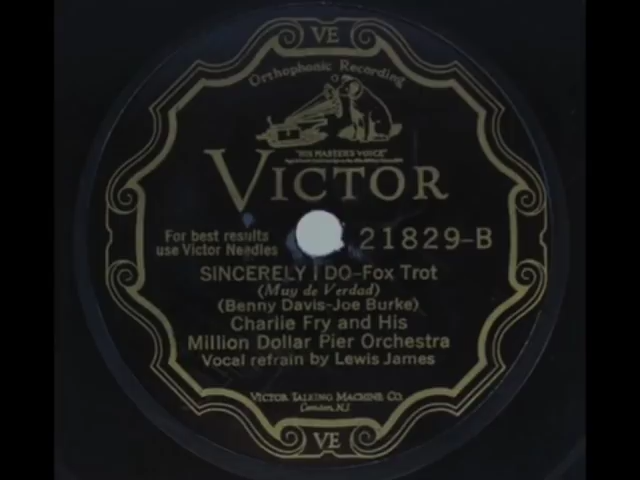 VE
Orthophonic Recording
"HIS MASTER'S VOICE"
VICTOR
For best results
use Victor Needles
21829-B
SINCERELY I DO-Fox Trot
(Muy de Verdad)
(Benny Davis-Joe Burke)
Charlie Fry and His
Million Dollar Pier Orchestra
Vocal refrain by Lewis James
VICTOR TALKING MACHINE CO.
Camden, N.J.
VE